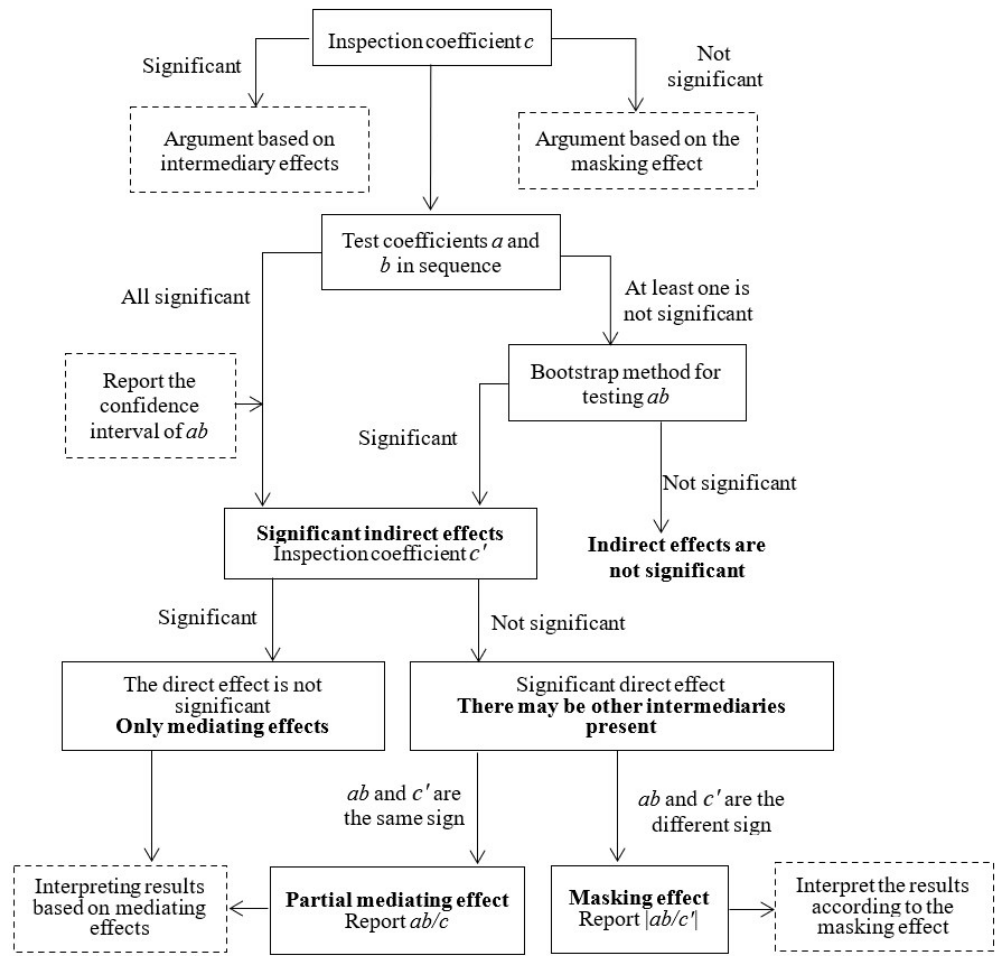 Inspection coefficient c
Significant
Not
significant
Argument based on
intermediary effects
Argument based on the
masking effect
Test coefficients a and
b in sequence
All significant
At least one is
not significant
Report the
confidence
interval of ab
Bootstrap method for
testing ab
Significant
Not significant
Significant indirect effects
Inspection coefficient c′
Indirect effects are
not significant
Significant
Not significant
The direct effect is not
significant
Only mediating effects
Significant direct effect
There may be other intermediaries
present
ab and c′ are
the same sign
ab and c′ are the
different sign
Interpreting results
based on mediating
effects
Partial mediating effect
Report ab/c
Masking effect
Report |ab/c′|
Interpret the results
according to the
masking effect